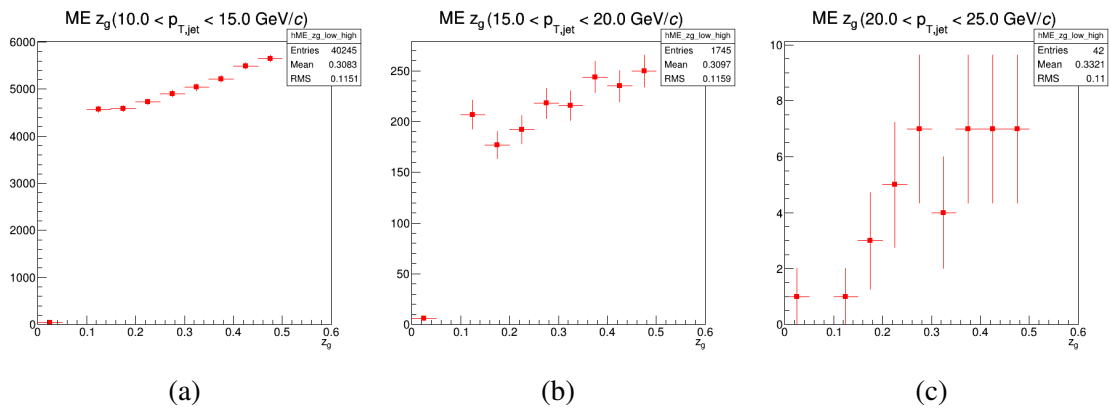 ME z_g (10.0 < p_T,jet < 15.0 GeV/c)
hME_zg_low_high
Entries 40245
Mean 0.3083
RMS 0.1151
6000
5000
4000
3000
2000
1000
0
0 0.1 0.2 0.3 0.4 0.5 0.6
z_g
(a)
ME z_g (15.0 < p_T,jet < 20.0 GeV/c)
hME_zg_low_high
Entries 1745
Mean 0.3097
RMS 0.1159
250
200
150
100
50
0
0 0.1 0.2 0.3 0.4 0.5 0.6
z_g
(b)
ME z_g (20.0 < p_T,jet < 25.0 GeV/c)
hME_zg_low_high
Entries 42
Mean 0.3321
RMS 0.11
10
8
6
4
2
0
0 0.1 0.2 0.3 0.4 0.5 0.6
z_g
(c)